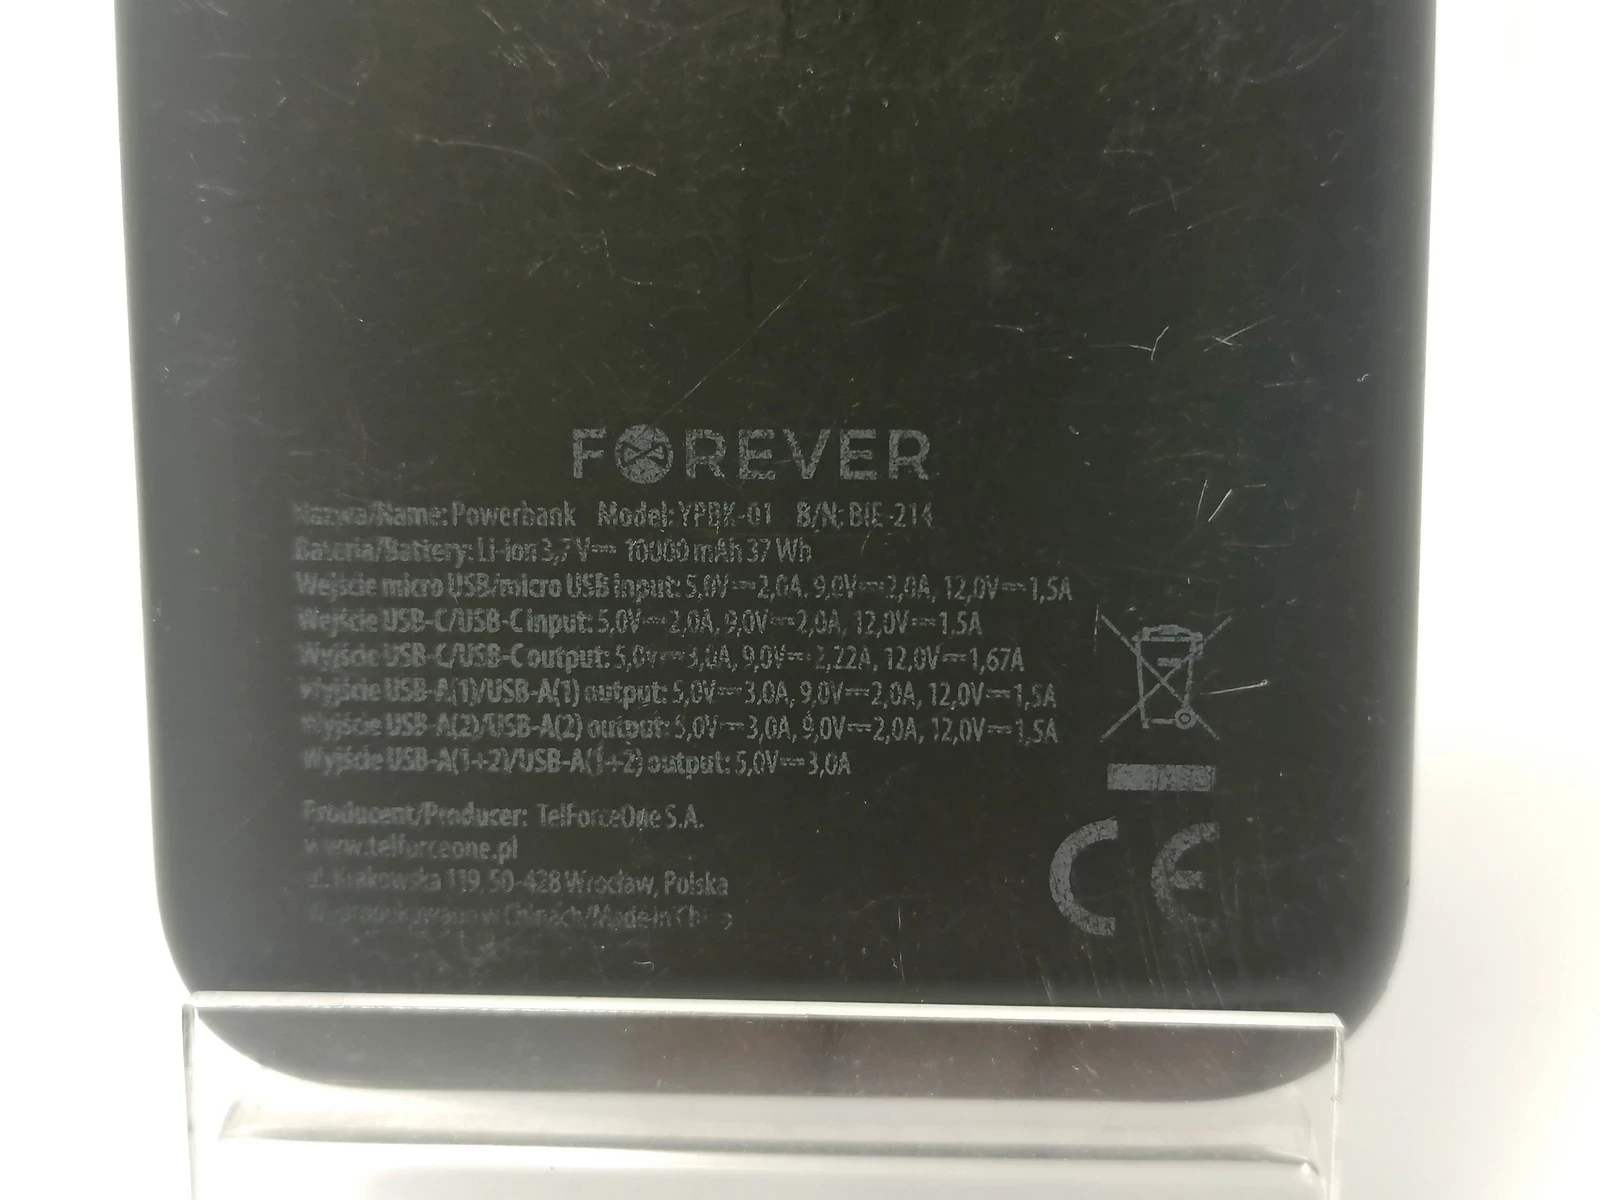 FOREVER
Nazwa/Name: Powerbank Model: YPBK-01 B/N: BIE-214
Bateria/Battery: Li-ion 3,7 V⎓ 10000 mAh 37 Wh
Wejście micro USB/micro USB input: 5,0V⎓2,0A, 9,0V⎓2,0A, 12,0V⎓1,5A
Wejście USB-C/USB-C input: 5,0V⎓2,0A, 9,0V⎓2,0A, 12,0V⎓1,5A
Wyjście USB-C/USB-C output: 5,0V⎓3,0A, 9,0V⎓2,22A, 12,0V⎓1,67A
Wyjście USB-A(1)/USB-A(1) output: 5,0V⎓3,0A, 9,0V⎓2,0A, 12,0V⎓1,5A
Wyjście USB-A(2)/USB-A(2) output: 5,0V⎓3,0A, 9,0V⎓2,0A, 12,0V⎓1,5A
Wyjście USB-A(1+2)/USB-A(1+2) output: 5,0V⎓3,0A
Producent/Producer: TelForceOne S.A.
www.telforceone.pl
ul. Krakowska 119, 50-428 Wrocław, Polska
Wyprodukowano w Chinach/Made in China
CE